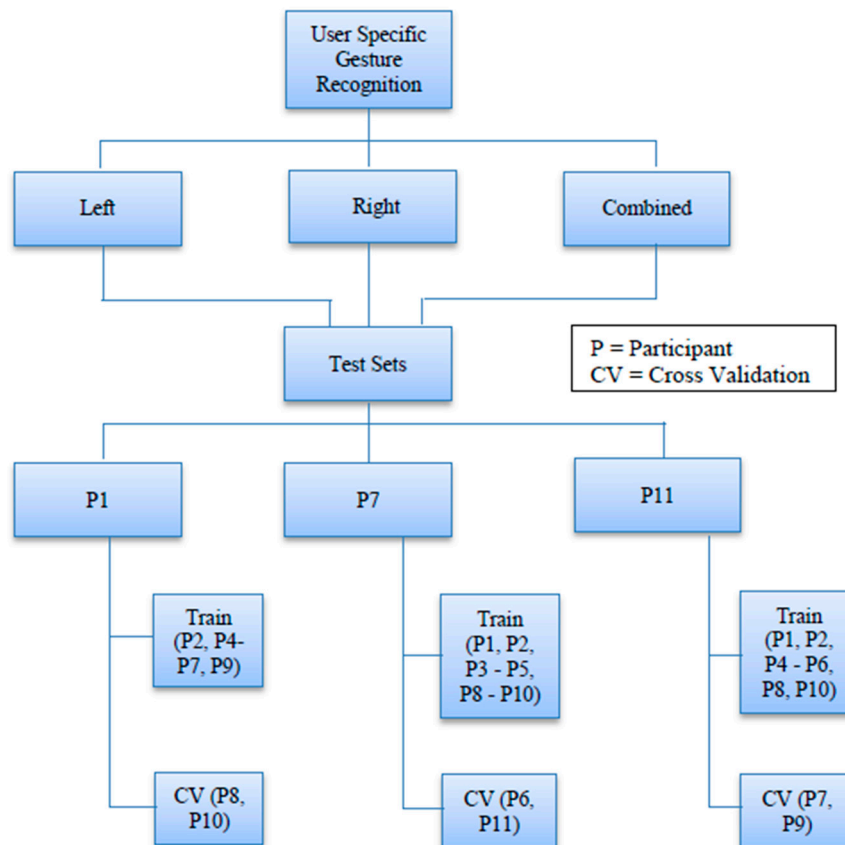 User Specific
Gesture
Recognition
Left
Right
Combined
Test Sets
P = Participant
CV = Cross Validation
P1
P7
P11
Train
(P2, P4-
P7, P9)
Train
(P1, P2,
P3 - P5,
P8 - P10)
Train
(P1, P2,
P4 - P6,
P8, P10)
CV (P8,
P10)
CV (P6,
P11)
CV (P7,
P9)